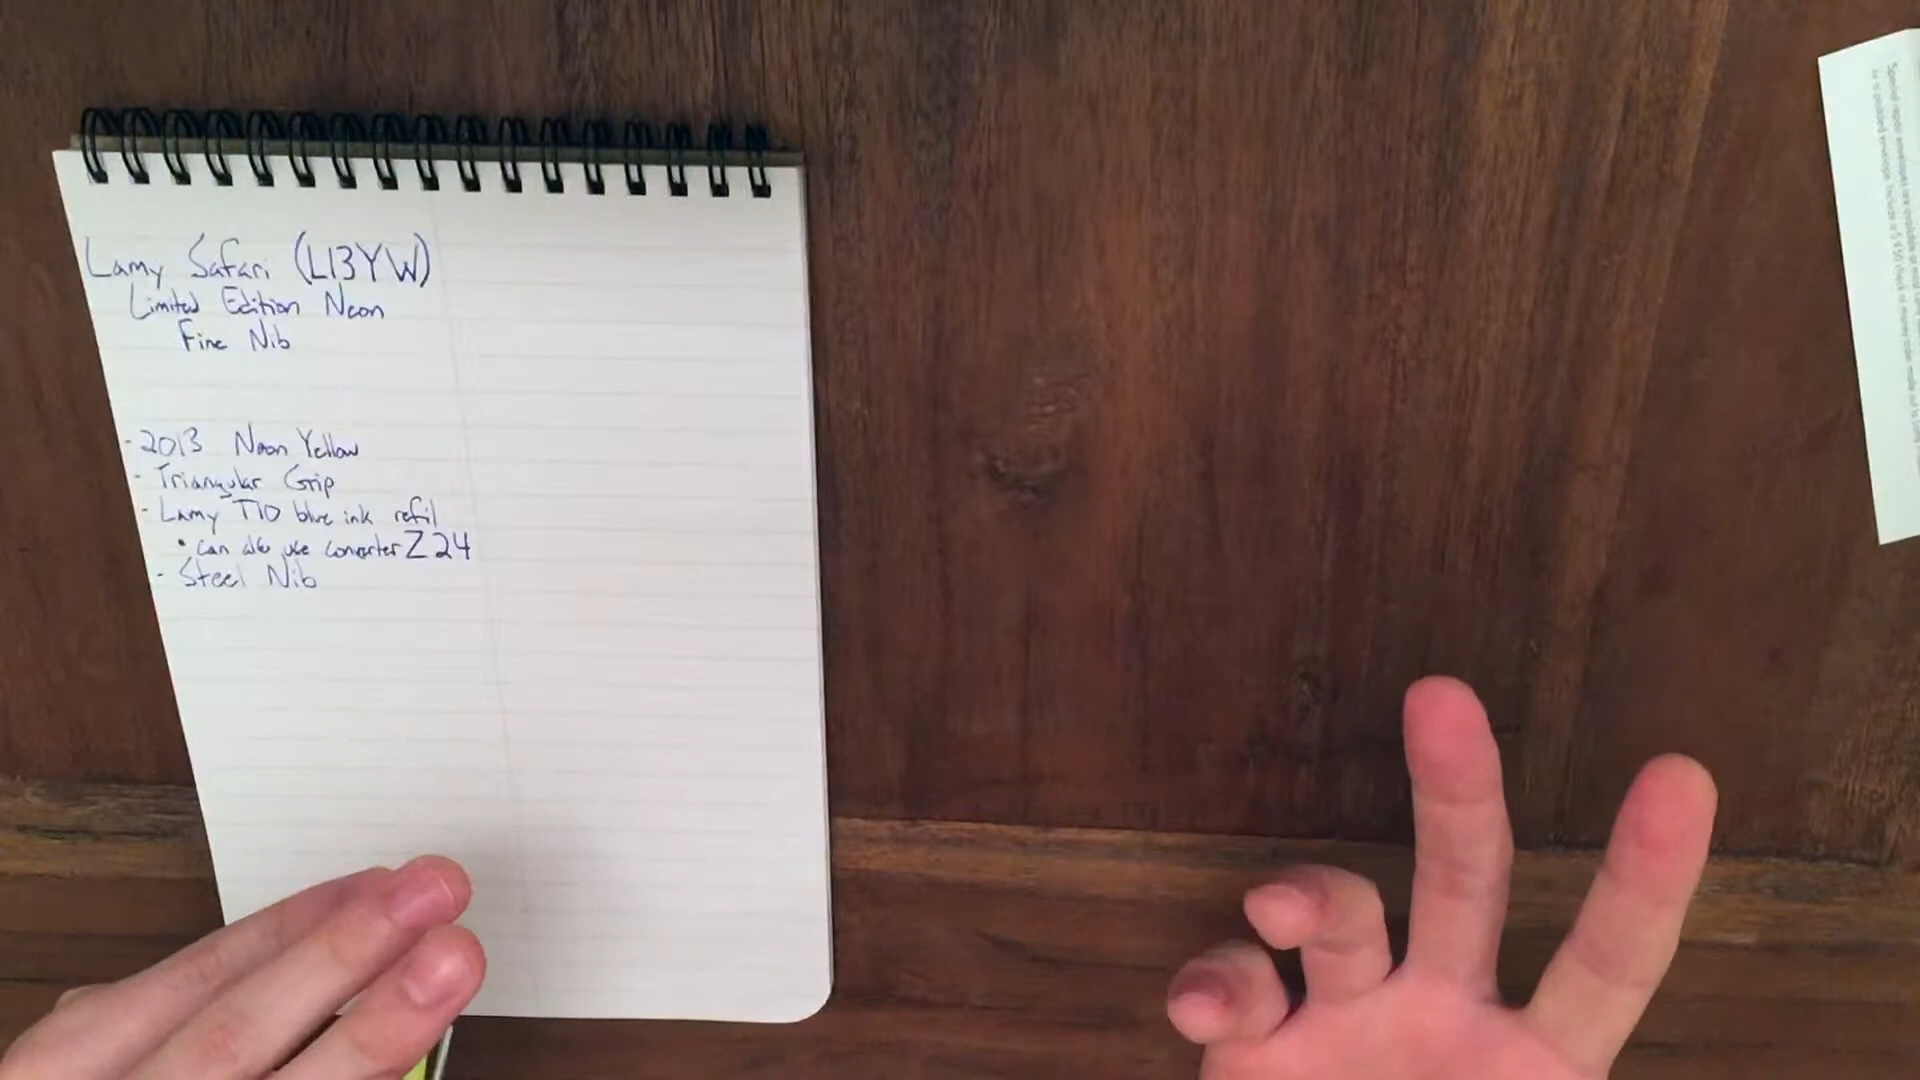 Lamy Safari (L13YW)
Limited Edition Neon
Fine Nib
- 2013 Neon Yellow
- Triangular Grip
- Lamy T10 blue ink refil
• can also use converter Z24
- Steel Nib